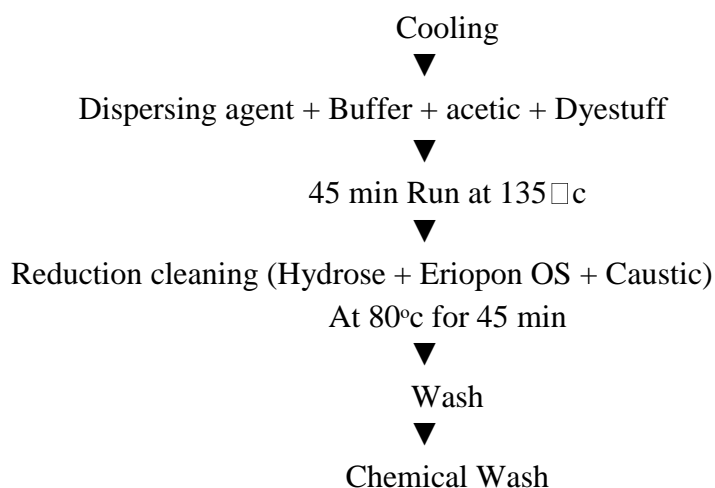 Cooling
▼
Dispersing agent + Buffer + acetic + Dyestuff
▼
45 min Run at 135□c
▼
Reduction cleaning (Hydrose + Eriopon OS + Caustic)
At 80ᵒc for 45 min
▼
Wash
▼
Chemical Wash